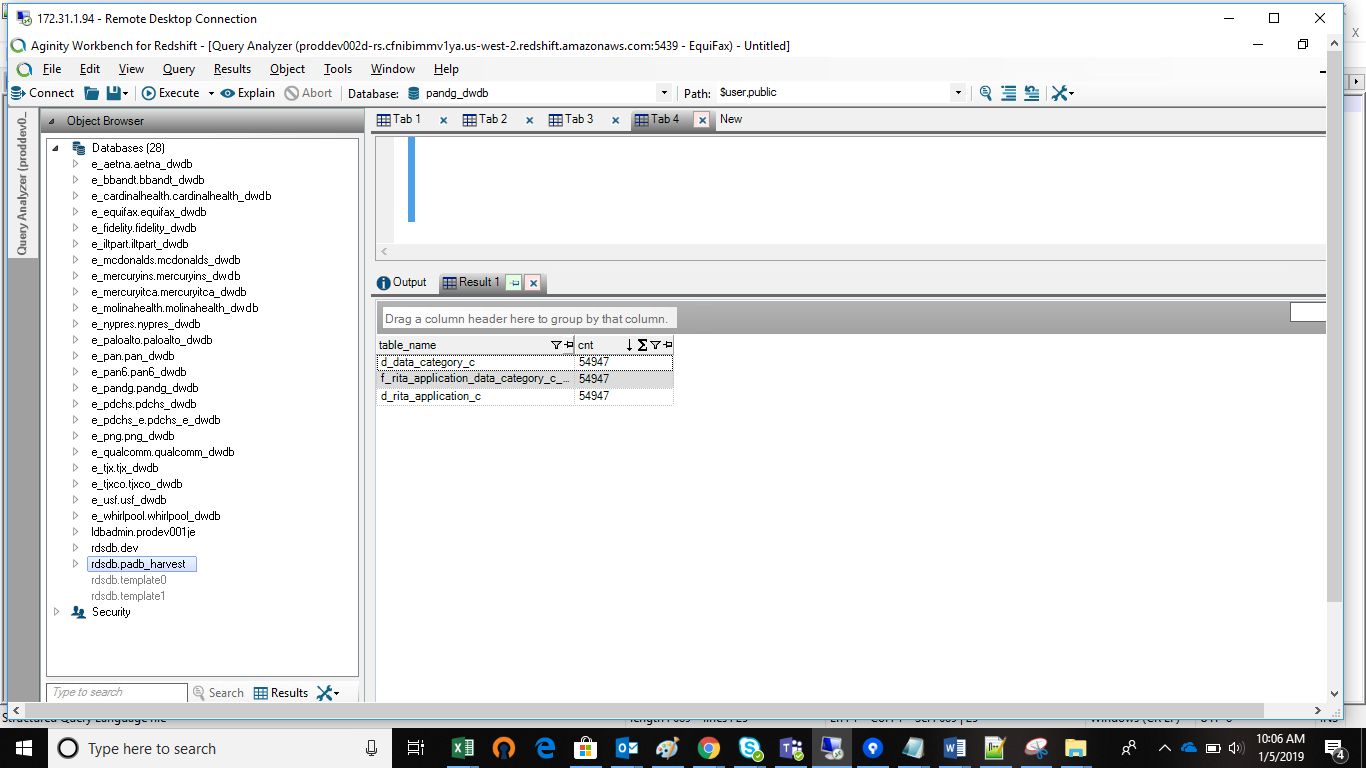 172.31.1.94 - Remote Desktop Connection
Aginity Workbench for Redshift - [Query Analyzer (proddev002d-rs.cfnibimmv1ya.us-west-2.redshift.amazonaws.com:5439 - EquiFax) - Untitled]
File Edit View Query Results Object Tools Window Help
Connect Execute Explain Abort Database: pandg_dwdb Path: $user,public
Query Analyzer (proddev0...
Object Browser
Tab 1 Tab 2 Tab 3 Tab 4 New
Databases (28)
e_aetna.aetna_dwdb
e_bbandt.bbandt_dwdb
e_cardinalhealth.cardinalhealth_dwdb
e_equifax.equifax_dwdb
e_fidelity.fidelity_dwdb
e_iltpart.iltpart_dwdb
e_mcdonalds.mcdonalds_dwdb
e_mercuryins.mercuryins_dwdb
e_mercuryitca.mercuryitca_dwdb
e_molinahealth.molinahealth_dwdb
e_nypres.nypres_dwdb
e_paloalto.paloalto_dwdb
e_pan.pan_dwdb
e_pan6.pan6_dwdb
e_pandg.pandg_dwdb
e_pdchs.pdchs_dwdb
e_pdchs_e.pdchs_e_dwdb
e_png.png_dwdb
e_qualcomm.qualcomm_dwdb
e_tjx.tjx_dwdb
e_tjxco.tjxco_dwdb
e_usf.usf_dwdb
e_whirlpool.whirlpool_dwdb
ldbadmin.prodev001je
rdsdb.dev
rdsdb.padb_harvest
rdsdb.template0
rdsdb.template1
Security
Type to search Search Results
Output Result 1
Drag a column header here to group by that column.
table_name cnt
d_data_category_c 54947
f_rita_application_data_category_c_... 54947
d_rita_application_c 54947
Type here to search
10:06 AM
1/5/2019
4